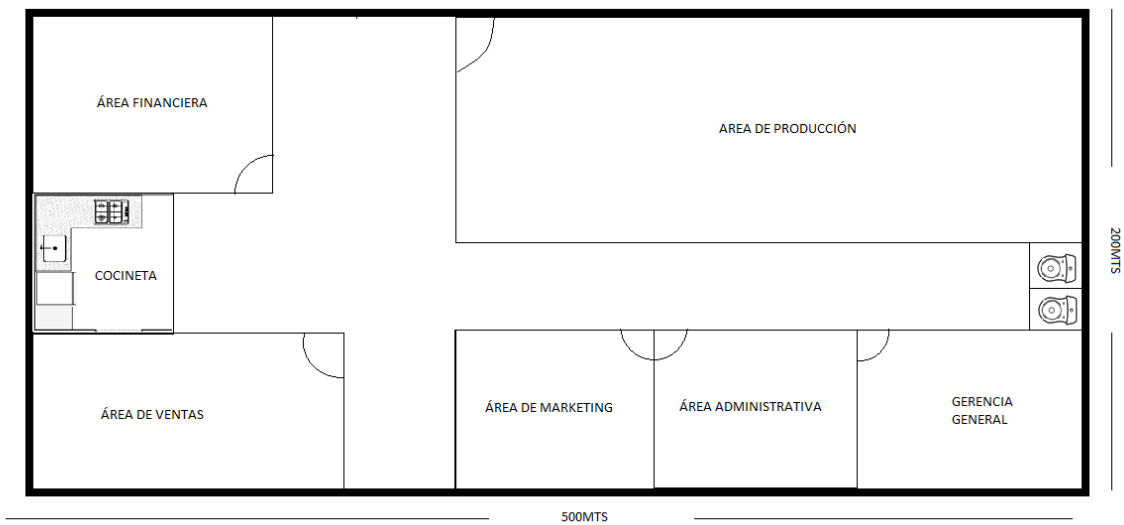 ÁREA FINANCIERA
AREA DE PRODUCCIÓN
200MTS
COCINETA
ÁREA DE VENTAS
ÁREA DE MARKETING
ÁREA ADMINISTRATIVA
GERENCIA
GENERAL
500MTS